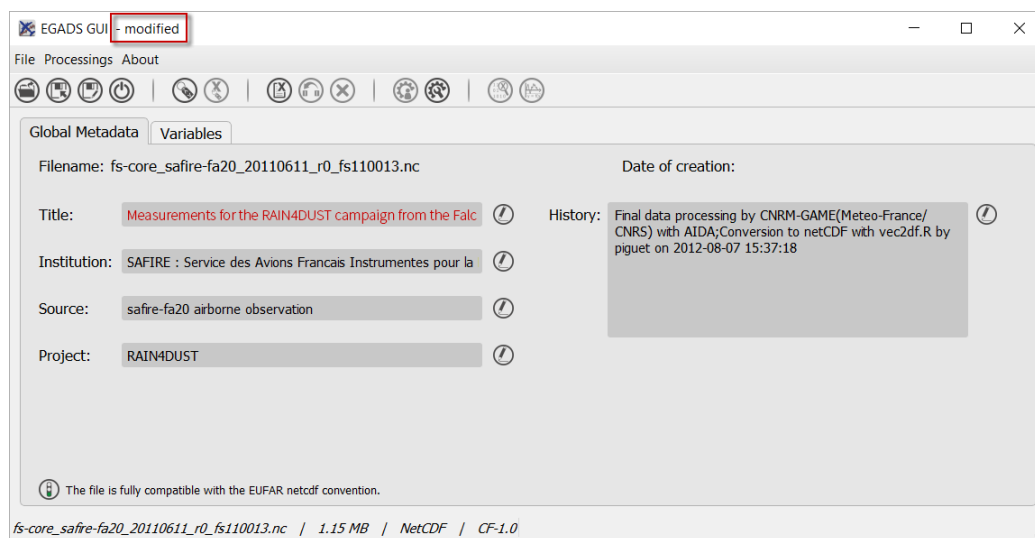 EGADS GUI - modified
File Processings About
Global Metadata Variables
Filename: fs-core_safire-fa20_20110611_r0_fs110013.nc
Date of creation:
Title: Measurements for the RAIN4DUST campaign from the Falc
Institution: SAFIRE : Service des Avions Francais Instrumentes pour la
Source: safire-fa20 airborne observation
Project: RAIN4DUST
History: Final data processing by CNRM-GAME(Meteo-France/
CNRS) with AIDA;Conversion to netCDF with vec2df.R by
piguet on 2012-08-07 15:37:18
The file is fully compatible with the EUFAR netcdf convention.
fs-core_safire-fa20_20110611_r0_fs110013.nc | 1.15 MB | NetCDF | CF-1.0